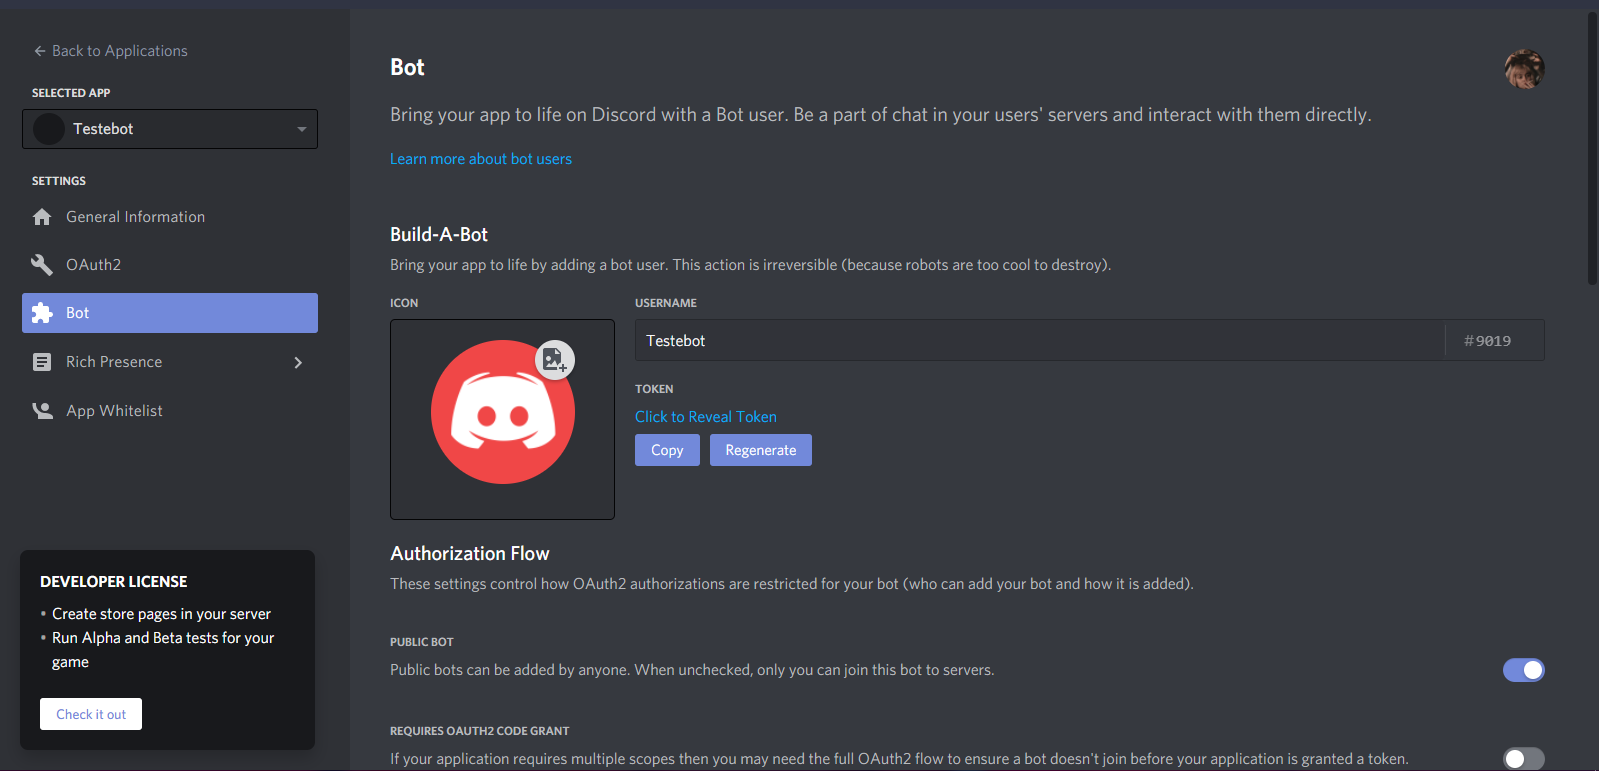 Back to Applications
SELECTED APP
Testebot
SETTINGS
General Information
OAuth2
Bot
Rich Presence
App Whitelist
DEVELOPER LICENSE
• Create store pages in your server
• Run Alpha and Beta tests for your
game
Check it out
Bot
Bring your app to life on Discord with a Bot user. Be a part of chat in your users' servers and interact with them directly.
Learn more about bot users
Build-A-Bot
Bring your app to life by adding a bot user. This action is irreversible (because robots are too cool to destroy).
ICON
USERNAME
Testebot #9019
TOKEN
Click to Reveal Token
Copy Regenerate
Authorization Flow
These settings control how OAuth2 authorizations are restricted for your bot (who can add your bot and how it is added).
PUBLIC BOT
Public bots can be added by anyone. When unchecked, only you can join this bot to servers.
REQUIRES OAUTH2 CODE GRANT
If your application requires multiple scopes then you may need the full OAuth2 flow to ensure a bot doesn't join before your application is granted a token.